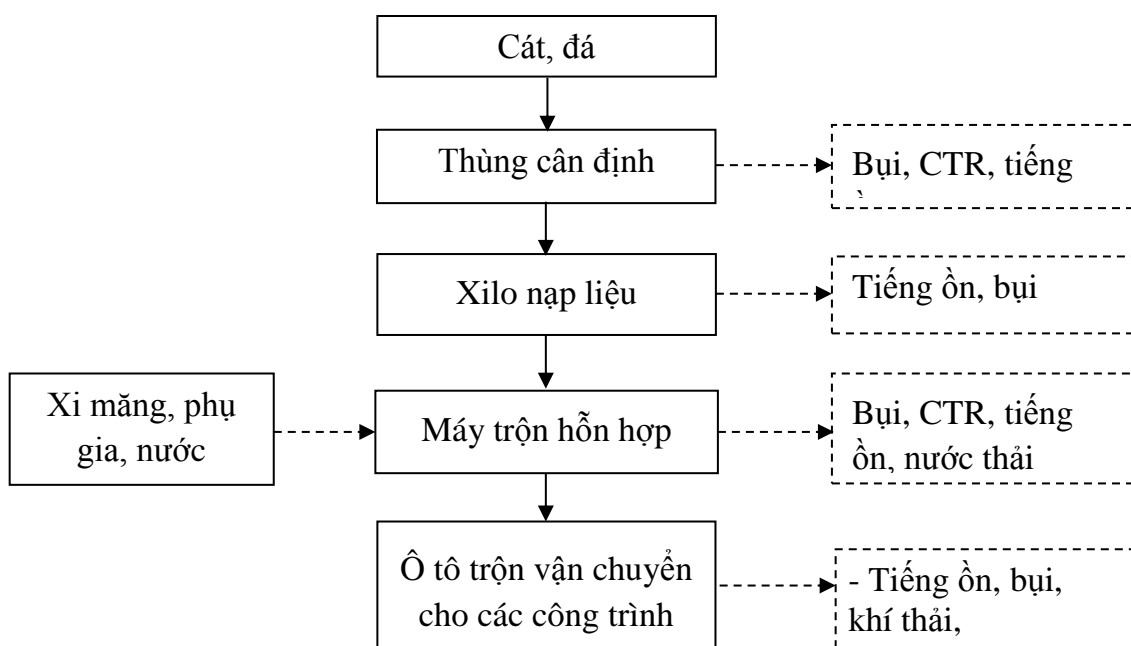 Cát, đá
Thùng cân định
Bụi, CTR, tiếng
Xilo nạp liệu
Tiếng ồn, bụi
Xi măng, phụ
gia, nước
Máy trộn hỗn hợp
Bụi, CTR, tiếng
ồn, nước thải
Ô tô trộn vận chuyển
cho các công trình
- Tiếng ồn, bụi,
khí thải,